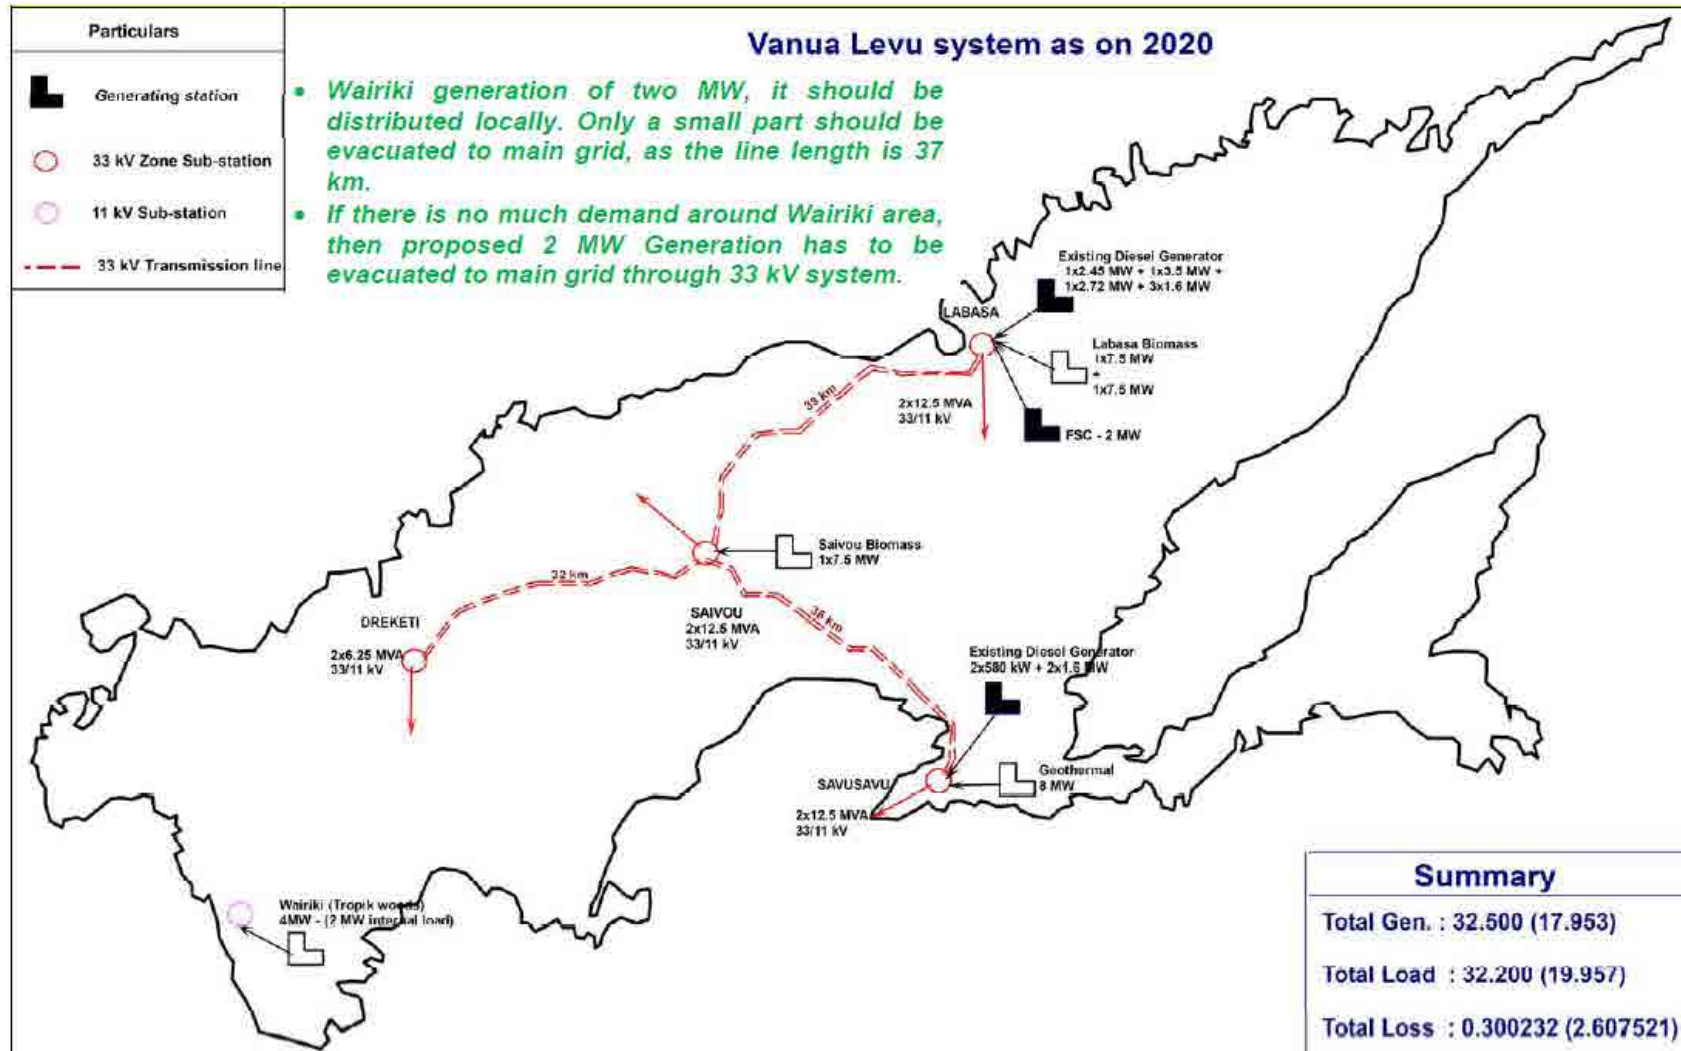 Particulars
Generating station
33 kV Zone Sub-station
11 kV Sub-station
33 kV Transmission line
Vanua Levu system as on 2020
• Wairiki generation of two MW, it should be
distributed locally. Only a small part should be
evacuated to main grid, as the line length is 37
km.
• If there is no much demand around Wairiki area,
then proposed 2 MW Generation has to be
evacuated to main grid through 33 kV system.
Existing Diesel Generator
1x2.45 MW + 1x3.5 MW +
1x2.72 MW + 3x1.6 MW
LABASA
Labasa Biomass
1x7.5 MW
+
1x7.5 MW
2x12.5 MVA
33/11 kV
FSC - 2 MW
33 km
Saivou Biomass
1x7.5 MW
32 km
DREKETI
2x6.25 MVA
33/11 kV
SAIVOU
2x12.5 MVA
33/11 kV
Existing Diesel Generator
2x580 kW + 2x1.6 MW
SAVUSAVU
Geothermal
8 MW
2x12.5 MVA
33/11 kV
Wairiki (Tropik woods)
4MW - (2 MW internal load)
Summary
Total Gen. : 32.500 (17.953)
Total Load : 32.200 (19.957)
Total Loss : 0.300232 (2.607521)